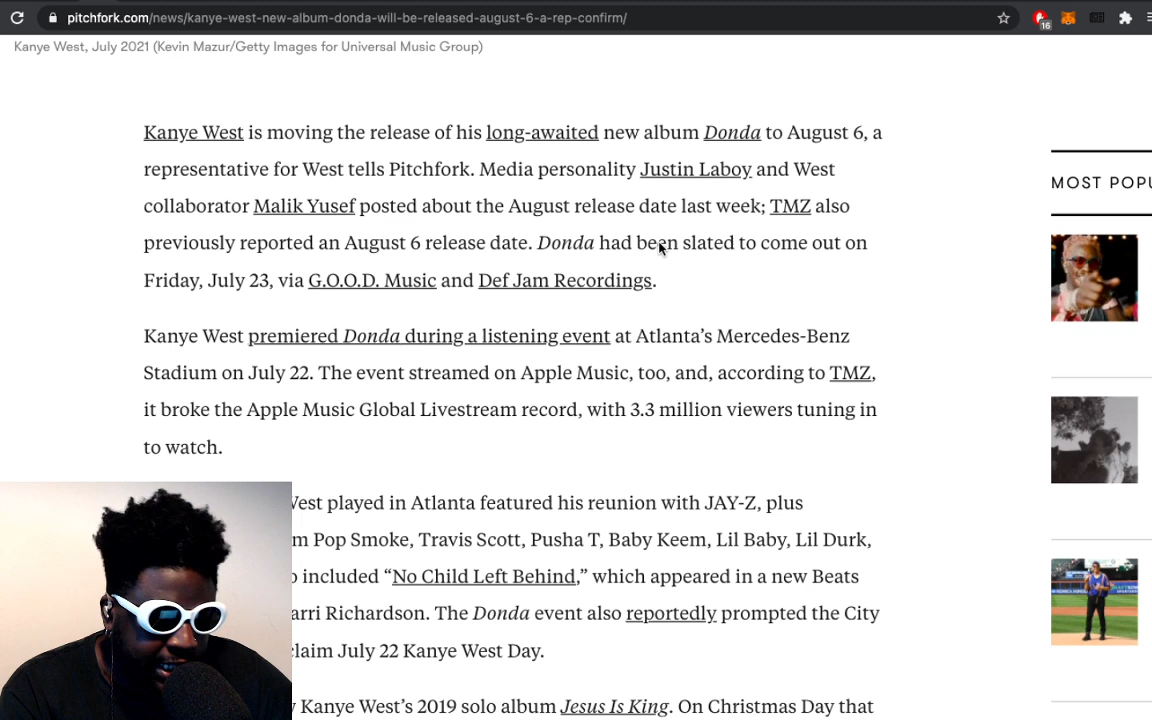 pitchfork.com/news/kanye-west-new-album-donda-will-be-released-august-6-a-rep-confirm/
16
Kanye West, July 2021 (Kevin Mazur/Getty Images for Universal Music Group)
Kanye West is moving the release of his long-awaited new album Donda to August 6, a
representative for West tells Pitchfork. Media personality Justin Laboy and West
collaborator Malik Yusef posted about the August release date last week; TMZ also
previously reported an August 6 release date. Donda had been slated to come out on
Friday, July 23, via G.O.O.D. Music and Def Jam Recordings.
MOST POPU
Kanye West premiered Donda during a listening event at Atlanta’s Mercedes-Benz
Stadium on July 22. The event streamed on Apple Music, too, and, according to TMZ,
it broke the Apple Music Global Livestream record, with 3.3 million viewers tuning in
to watch.
West played in Atlanta featured his reunion with JAY-Z, plus
m Pop Smoke, Travis Scott, Pusha T, Baby Keem, Lil Baby, Lil Durk,
o included “No Child Left Behind,” which appeared in a new Beats
arri Richardson. The Donda event also reportedly prompted the City
claim July 22 Kanye West Day.
y Kanye West’s 2019 solo album Jesus Is King. On Christmas Day that